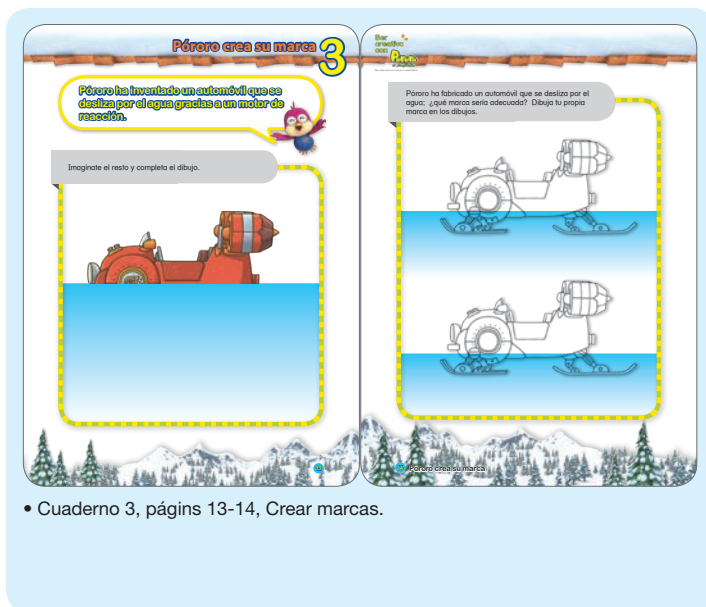 Póroro crea su marca 3
Póroro ha inventado un automóvil que se
desliza por el agua gracias a un motor de
reacción.
Imagínate el resto y completa el dibujo.
Ser
creativo
con
Póroro ha fabricado un automóvil que se desliza por el
agua; ¿qué marca seria adecuada? Dibuja tu propia
marca en los dibujos.
Póroro crea su marca
• Cuaderno 3, págins 13-14, Crear marcas.